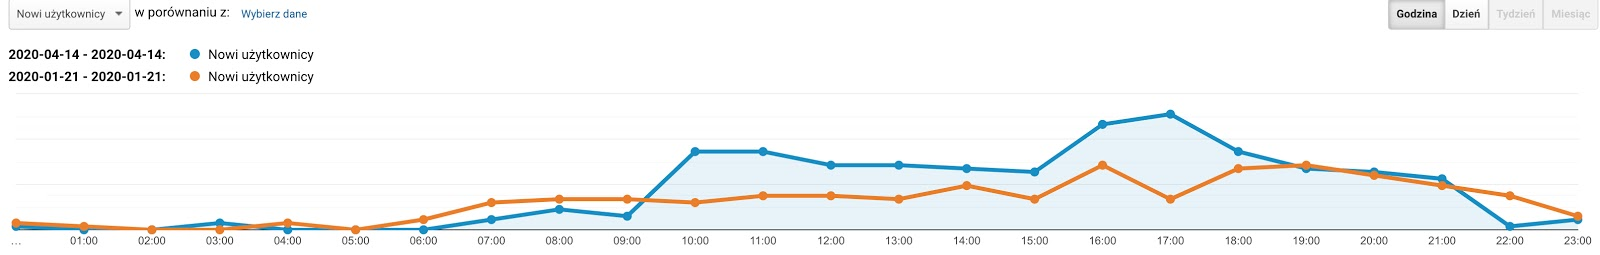 Nowi użytkownicy w porównaniu z: Wybierz dane Godzina Dzień Tydzień Miesiąc
2020-04-14 - 2020-04-14: Nowi użytkownicy
2020-01-21 - 2020-01-21: Nowi użytkownicy
... 01:00 02:00 03:00 04:00 05:00 06:00 07:00 08:00 09:00 10:00 11:00 12:00 13:00 14:00 15:00 16:00 17:00 18:00 19:00 20:00 21:00 22:00 23:00